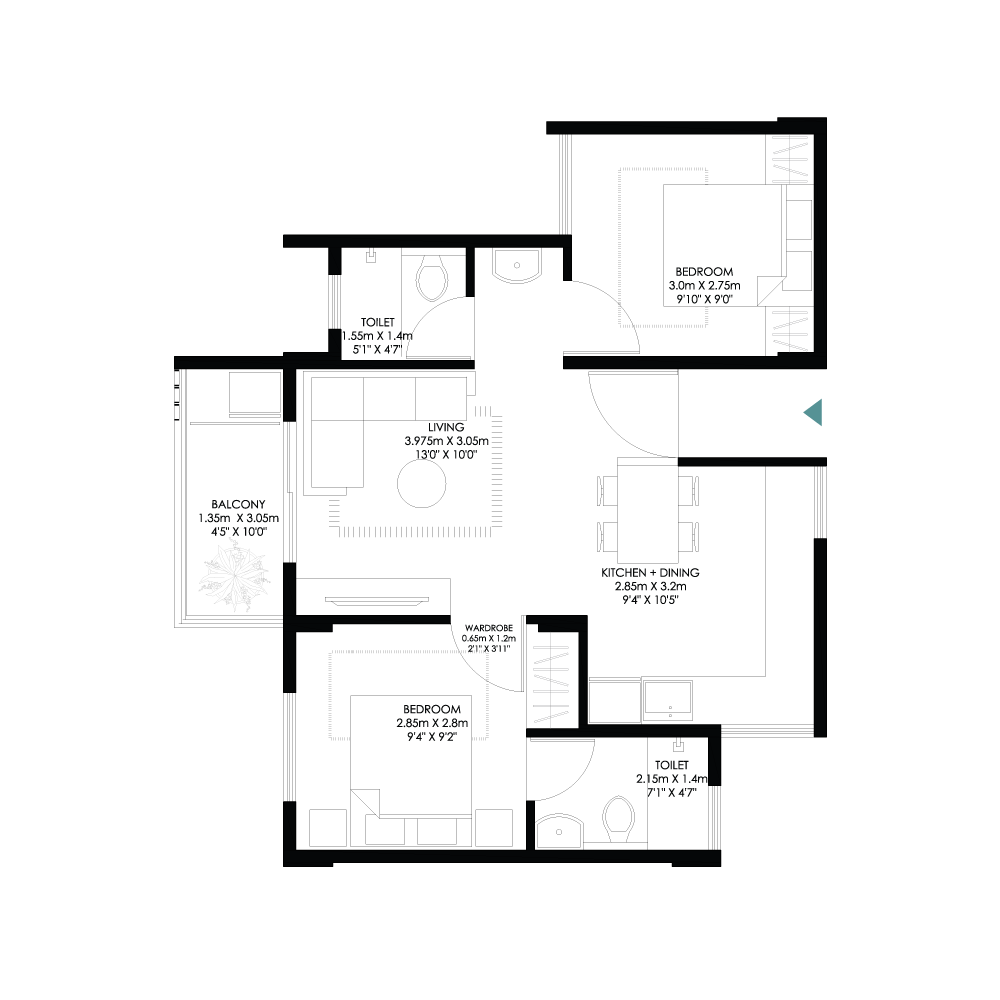 BEDROOM
3.0m X 2.75m
9'10" X 9'0"
TOILET
1.55m X 1.4m
5'1" X 4'7"
LIVING
3.975m X 3.05m
13'0" X 10'0"
BALCONY
1.35m X 3.05m
4'5" X 10'0"
KITCHEN + DINING
2.85m X 3.2m
9'4" X 10'5"
WARDROBE
0.65m X 1.2m
2'1" X 3'11"
BEDROOM
2.85m X 2.8m
9'4" X 9'2"
TOILET
2.15m X 1.4m
7'1" X 4'7"